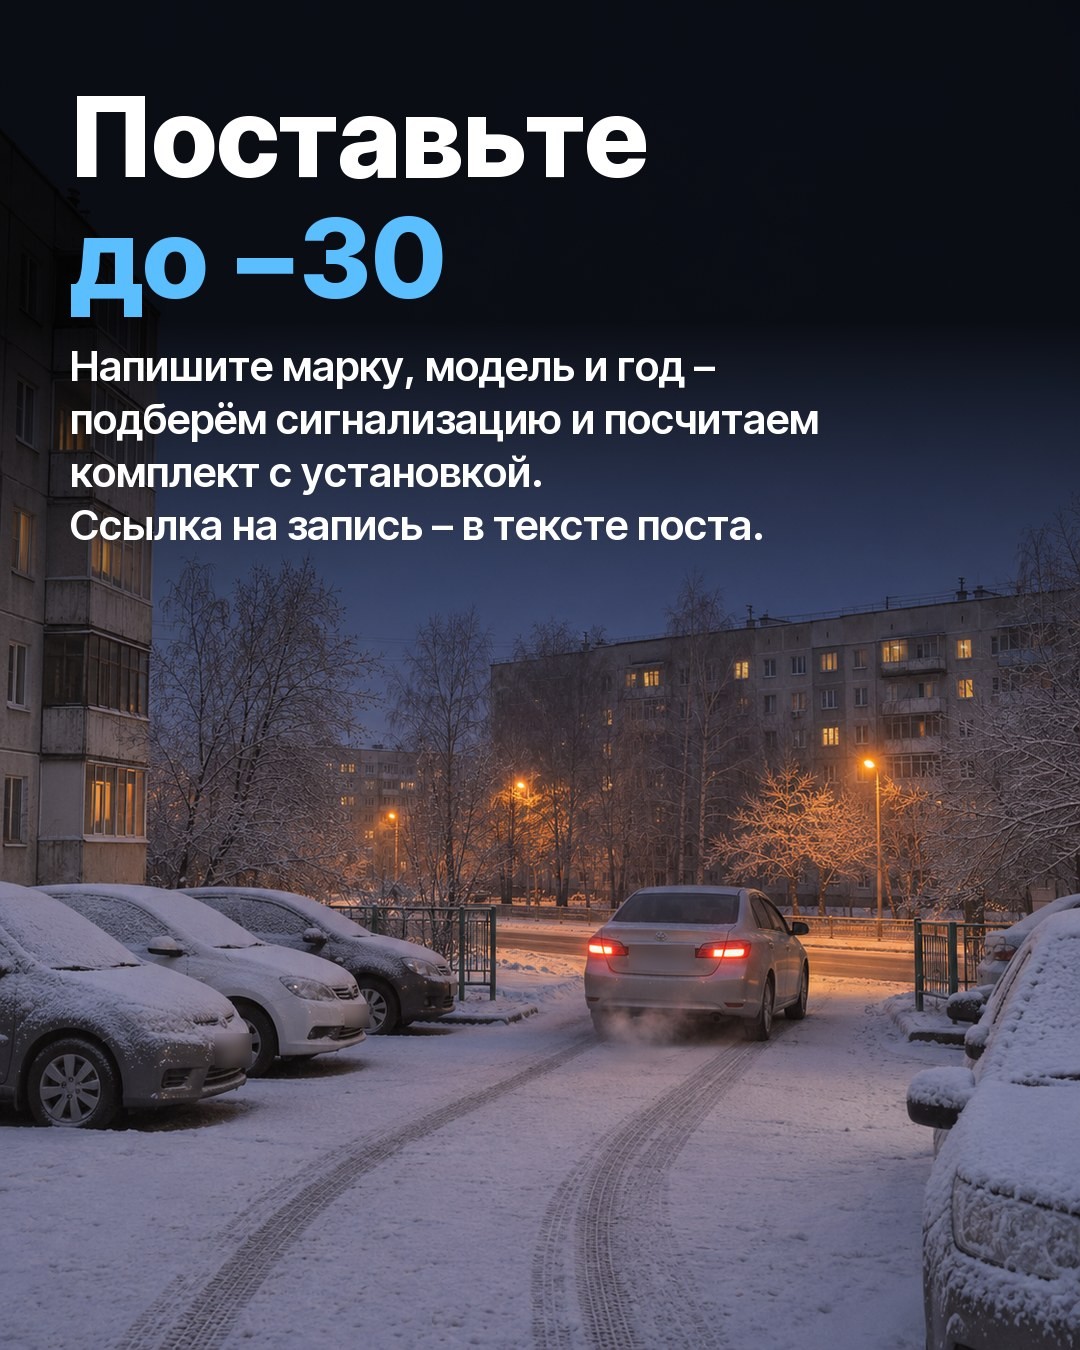 Поставьте
до –30
Напишите марку, модель и год –
подберём сигнализацию и посчитаем
комплект с установкой.
Ссылка на запись – в тексте поста.